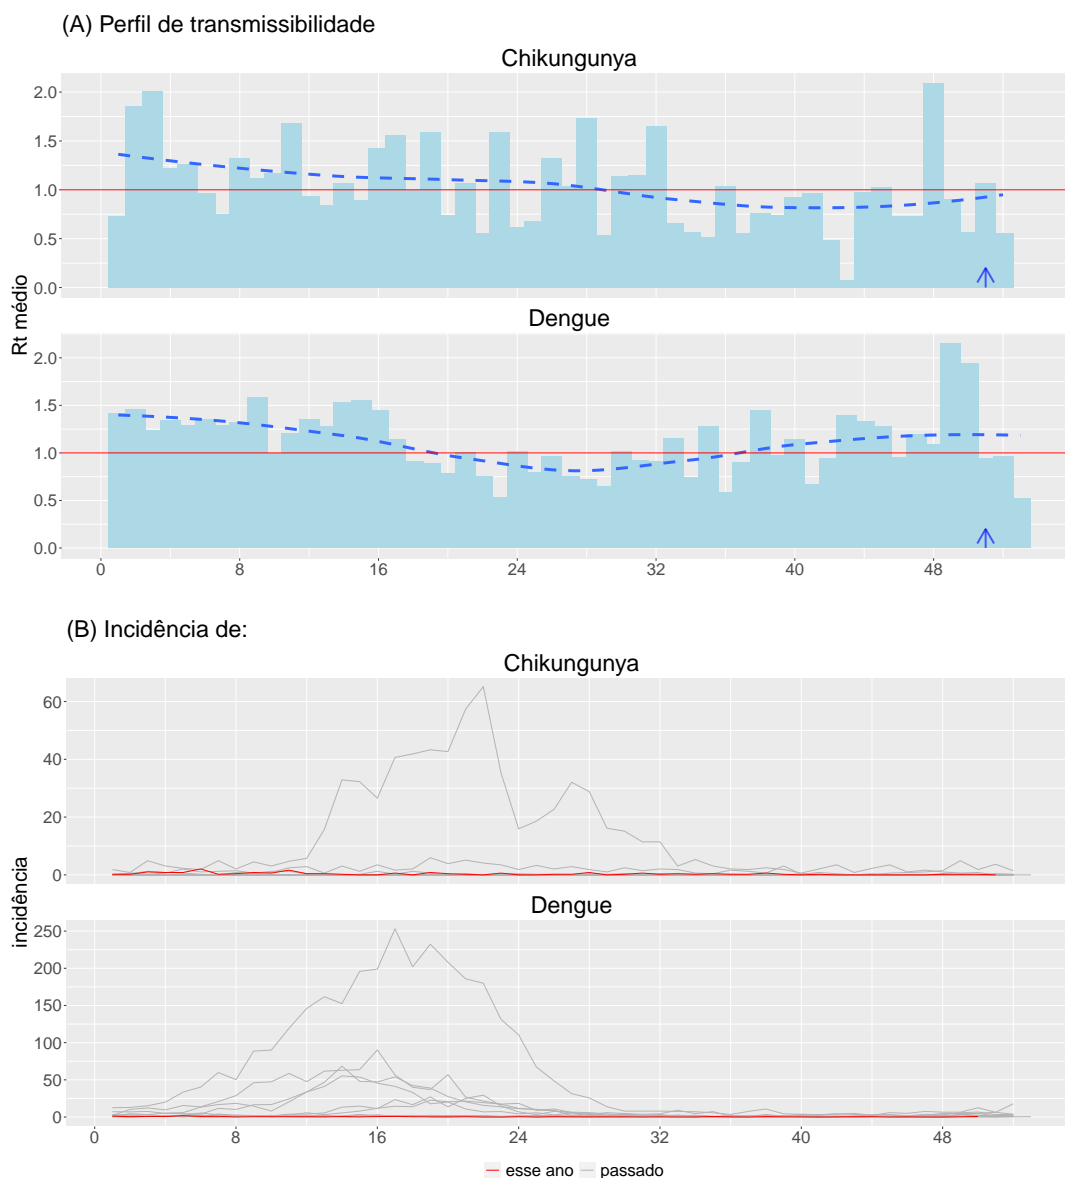 (A) Perfil de transmissibilidade
Chikungunya
2.0
1.5
1.0
0.5
0.0
Rt médio
Dengue
2.0
1.5
1.0
0.5
0.0
0 8 16 24 32 40 48
(B) Incidência de:
Chikungunya
60
40
20
0
incidência
Dengue
250
200
150
100
50
0
0 8 16 24 32 40 48
esse ano passado